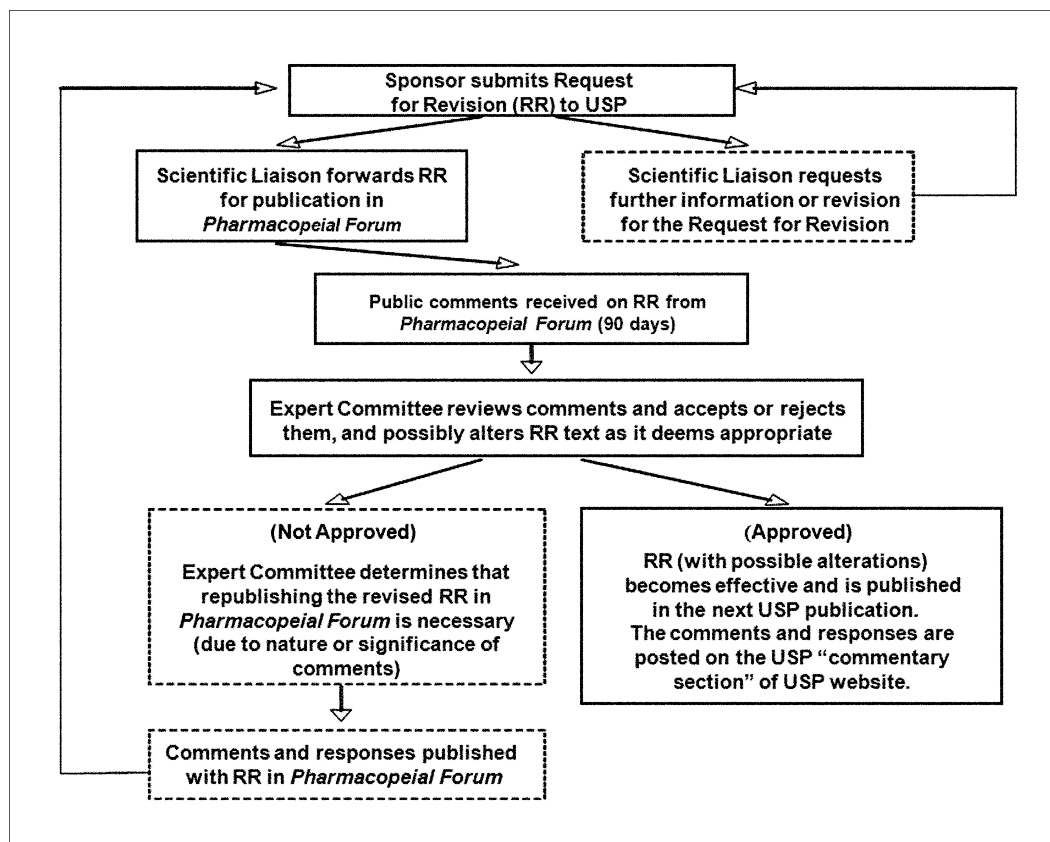 Sponsor submits Request
for Revision (RR) to USP
Scientific Liaison forwards RR
for publication in
Pharmacopeial Forum
Scientific Liaison requests
further information or revision
for the Request for Revision
Public comments received on RR from
Pharmacopeial Forum (90 days)
Expert Committee reviews comments and accepts or rejects
them, and possibly alters RR text as it deems appropriate
(Not Approved)
Expert Committee determines that
republishing the revised RR in
Pharmacopeial Forum is necessary
(due to nature or significance of
comments)
(Approved)
RR (with possible alterations)
becomes effective and is published
in the next USP publication.
The comments and responses are
posted on the USP “commentary
section” of USP website.
Comments and responses published
with RR in Pharmacopeial Forum